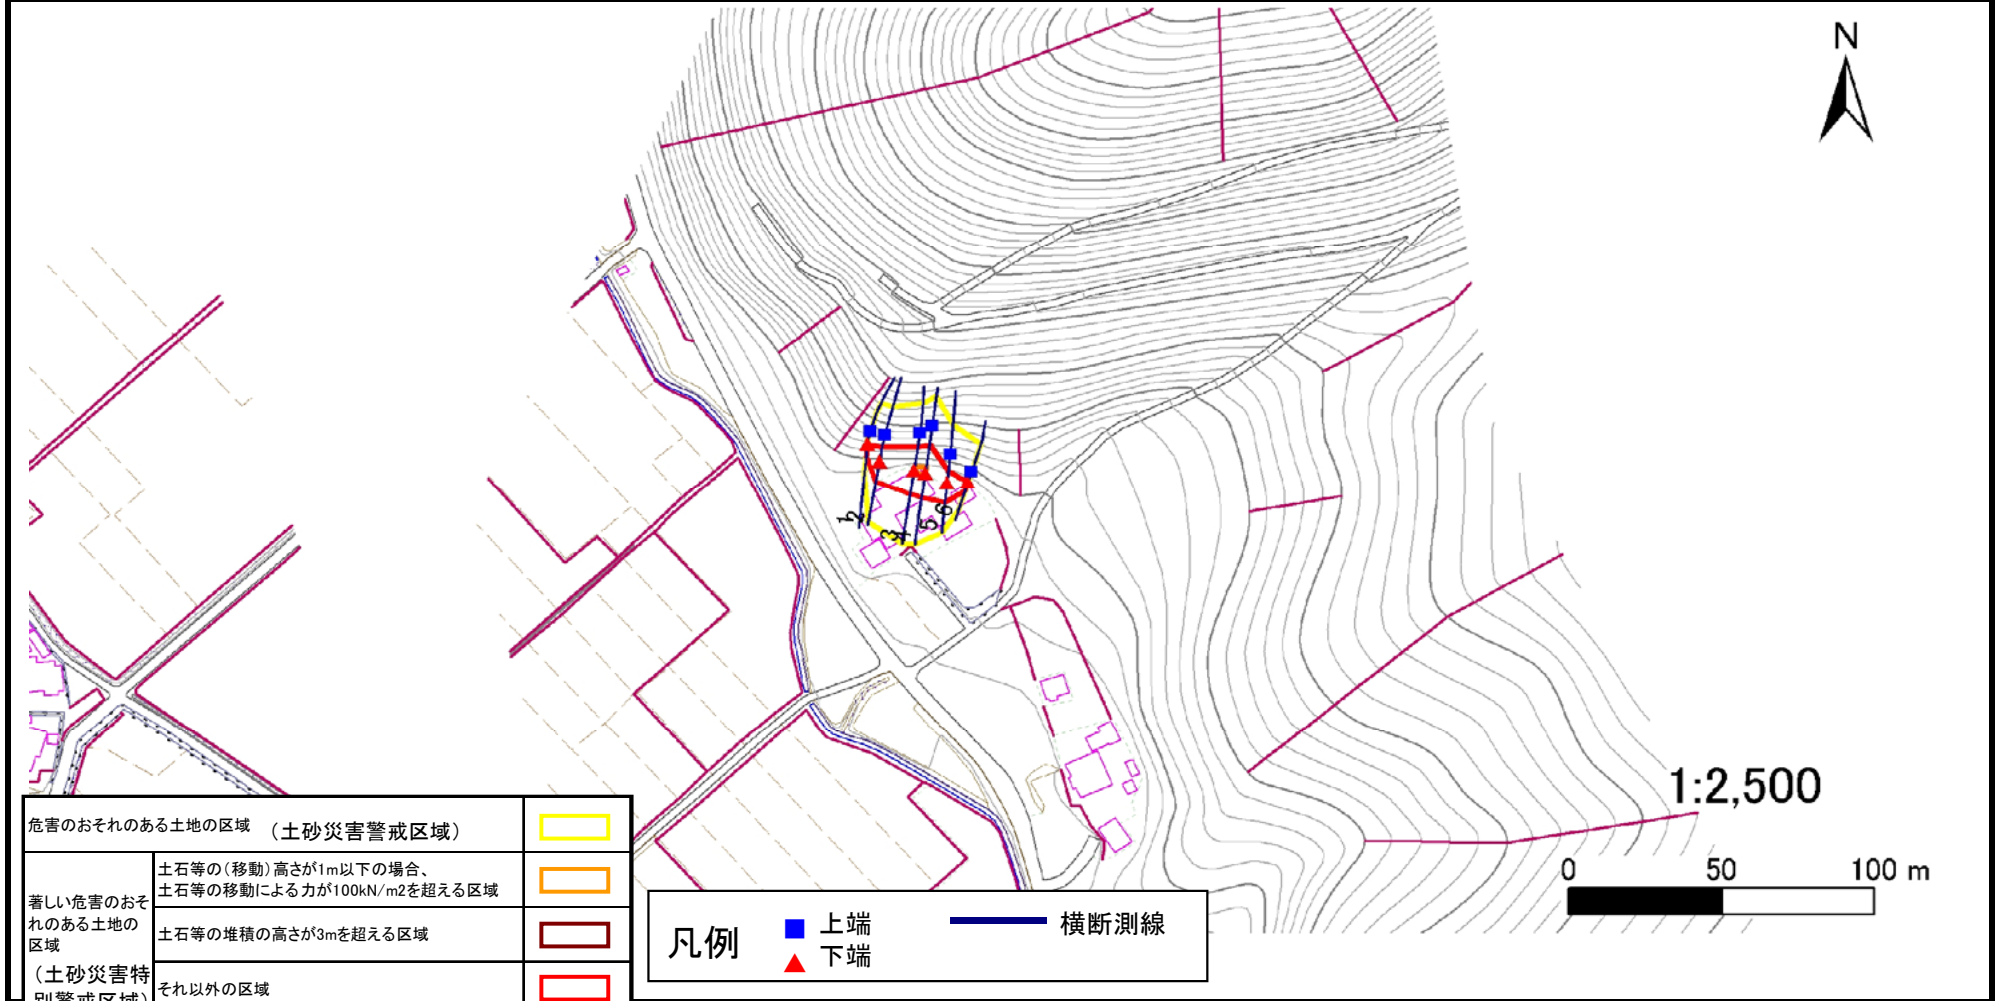 N
1
2
3
4
5
6
1:2,500
0 50 100 m
危害のおそれのある土地の区域 (土砂災害警戒区域)
著しい危害のおそれのある土地の区域
(土砂災害特別警戒区域)
土石等の(移動)高さが1m以下の場合、
土石等の移動による力が100kN/m2を超える区域
土石等の堆積の高さが3mを超える区域
それ以外の区域
凡例
上端
下端
横断測線